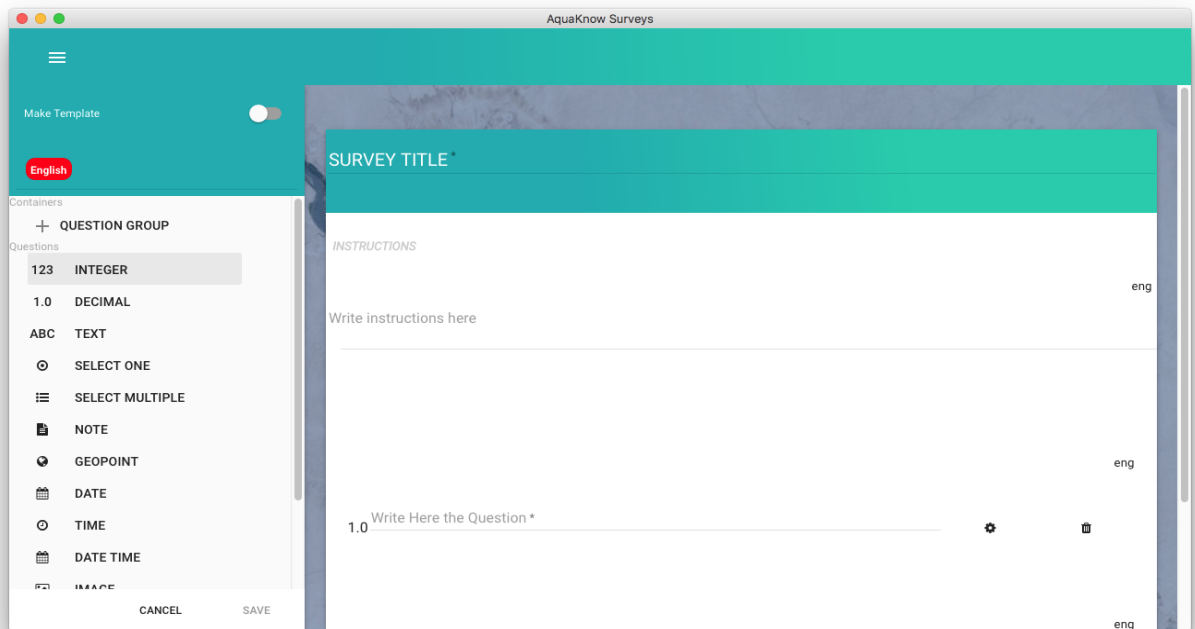 AquaKnow Surveys
Make Template
English
Containers
QUESTION GROUP
Questions
123 INTEGER
1.0 DECIMAL
ABC TEXT
SELECT ONE
SELECT MULTIPLE
NOTE
GEOPOINT
DATE
TIME
DATE TIME
IMAGE
CANCEL SAVE
SURVEY TITLE *
INSTRUCTIONS
eng
Write instructions here
eng
1.0 Write Here the Question *
eng